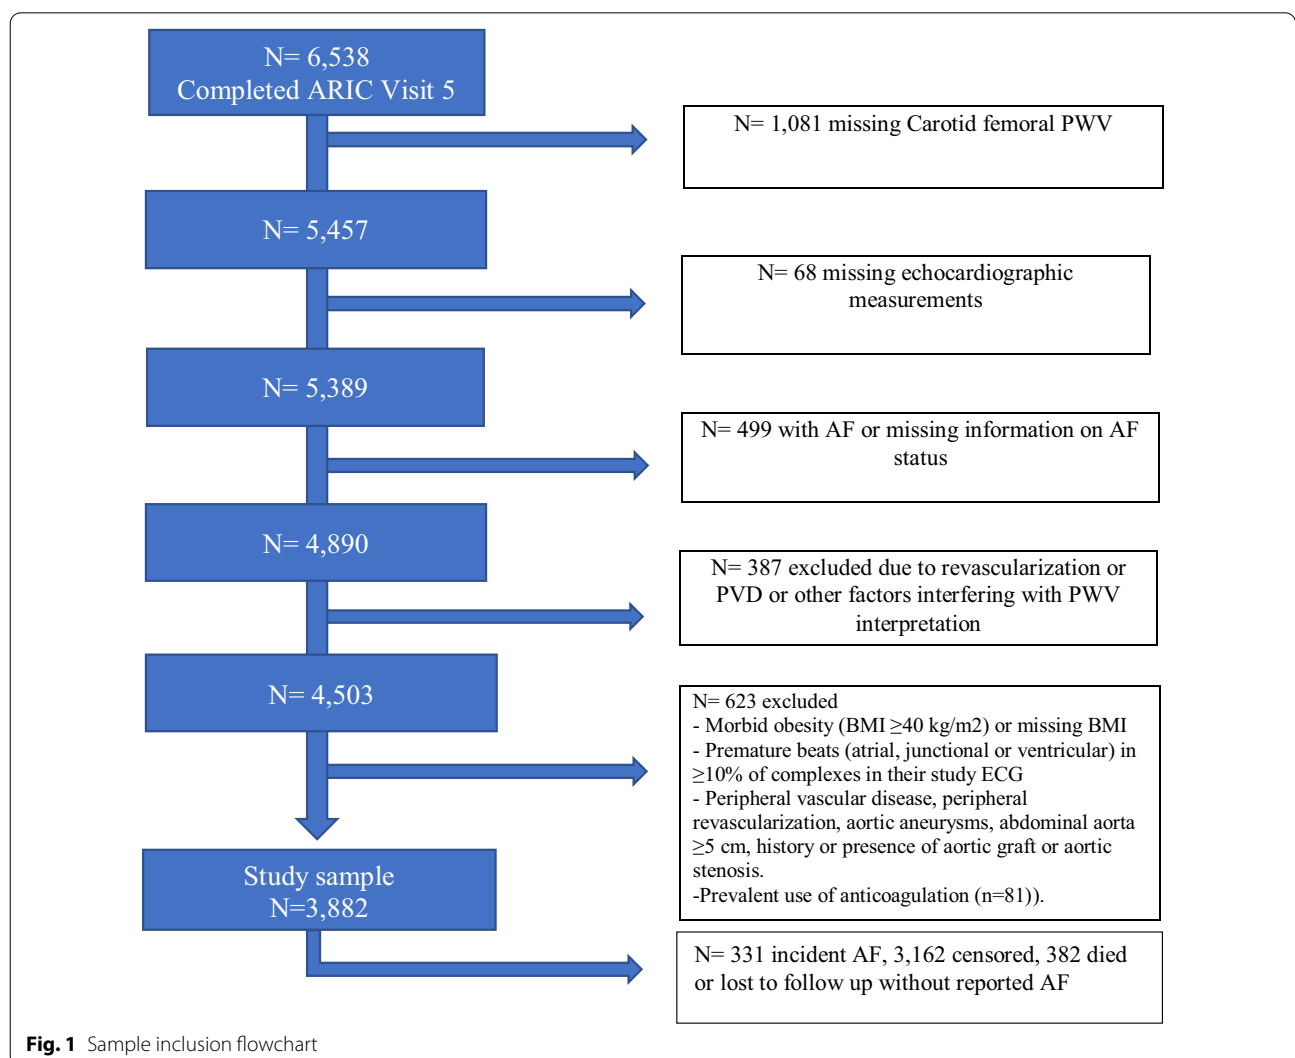 N= 6,538
Completed ARIC Visit 5
N= 1,081 missing Carotid femoral PWV
N= 5,457
N= 68 missing echocardiographic
measurements
N= 5,389
N= 499 with AF or missing information on AF
status
N= 4,890
N= 387 excluded due to revascularization or
PVD or other factors interfering with PWV
interpretation
N= 4,503
N= 623 excluded
- Morbid obesity (BMI ≥40 kg/m2) or missing BMI
- Premature beats (atrial, junctional or ventricular) in
≥10% of complexes in their study ECG
- Peripheral vascular disease, peripheral
revascularization, aortic aneurysms, abdominal aorta
≥5 cm, history or presence of aortic graft or aortic
stenosis.
-Prevalent use of anticoagulation (n=81)).
Study sample
N=3,882
N= 331 incident AF, 3,162 censored, 382 died
or lost to follow up without reported AF
Fig. 1 Sample inclusion flowchart